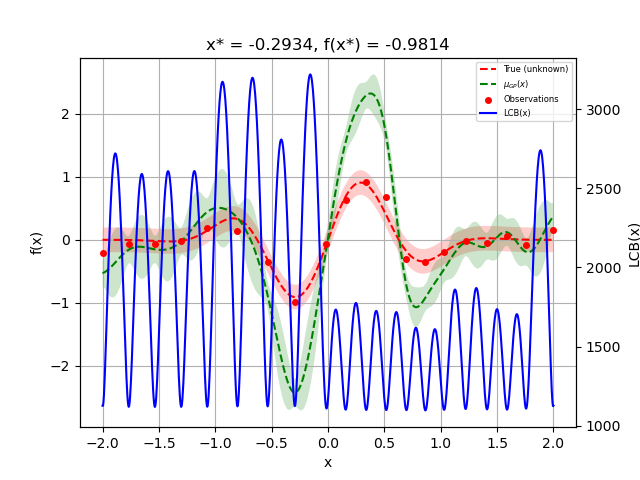 x* = -0.2934, f(x*) = -0.9814
True (unknown)
μGP(x)
Observations
LCB(x)
f(x)
2
1
0
−1
−2
3000
2500
2000
1500
1000
LCB(x)
−2.0 −1.5 −1.0 −0.5 0.0 0.5 1.0 1.5 2.0
x